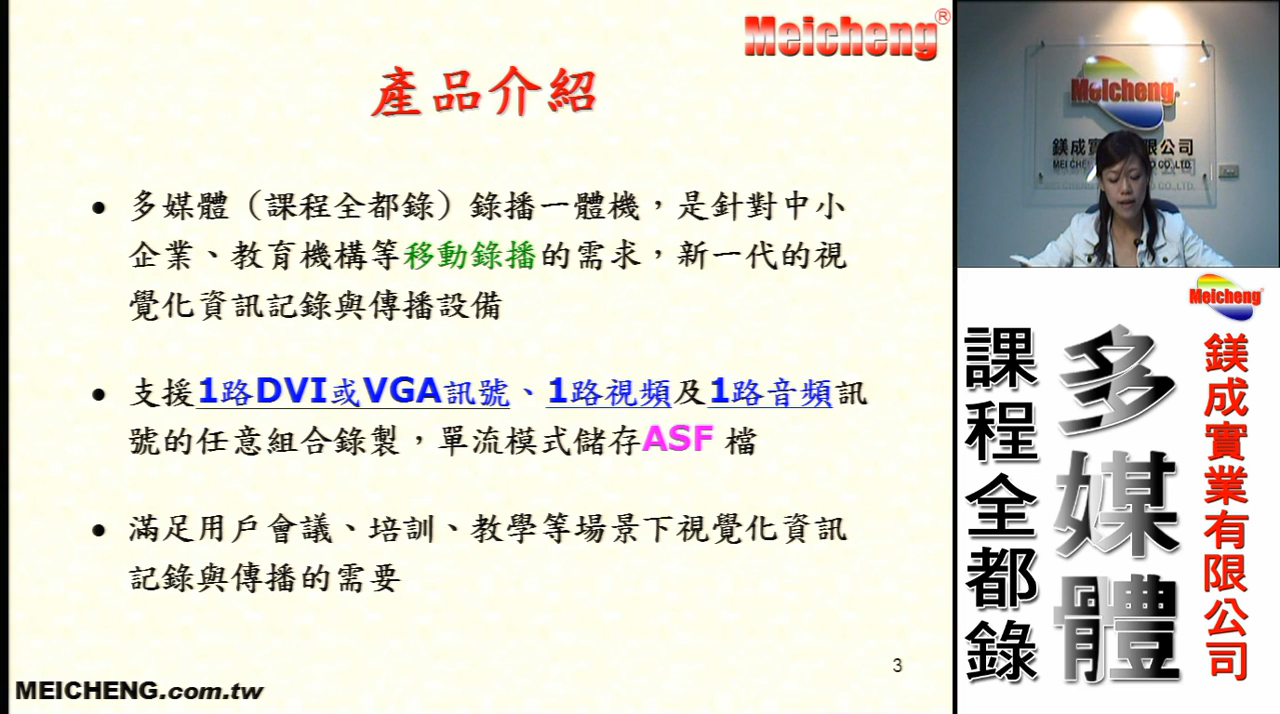 Meicheng®
產品介紹
• 多媒體（課程全都錄）錄播一體機，是針對中小
企業、教育機構等移動錄播的需求，新一代的視
覺化資訊記錄與傳播設備
• 支援1路DVI或VGA訊號、1路視頻及1路音頻訊
號的任意組合錄製，單流模式儲存ASF 檔
• 滿足用戶會議、培訓、教學等場景下視覺化資訊
記錄與傳播的需要
3
MEICHENG.com.tw
Meicheng
鎂成實
限公司
MEI CHE
CO.,LTD.
Meicheng
鎂成實業有限公司
多媒體
課程全都錄